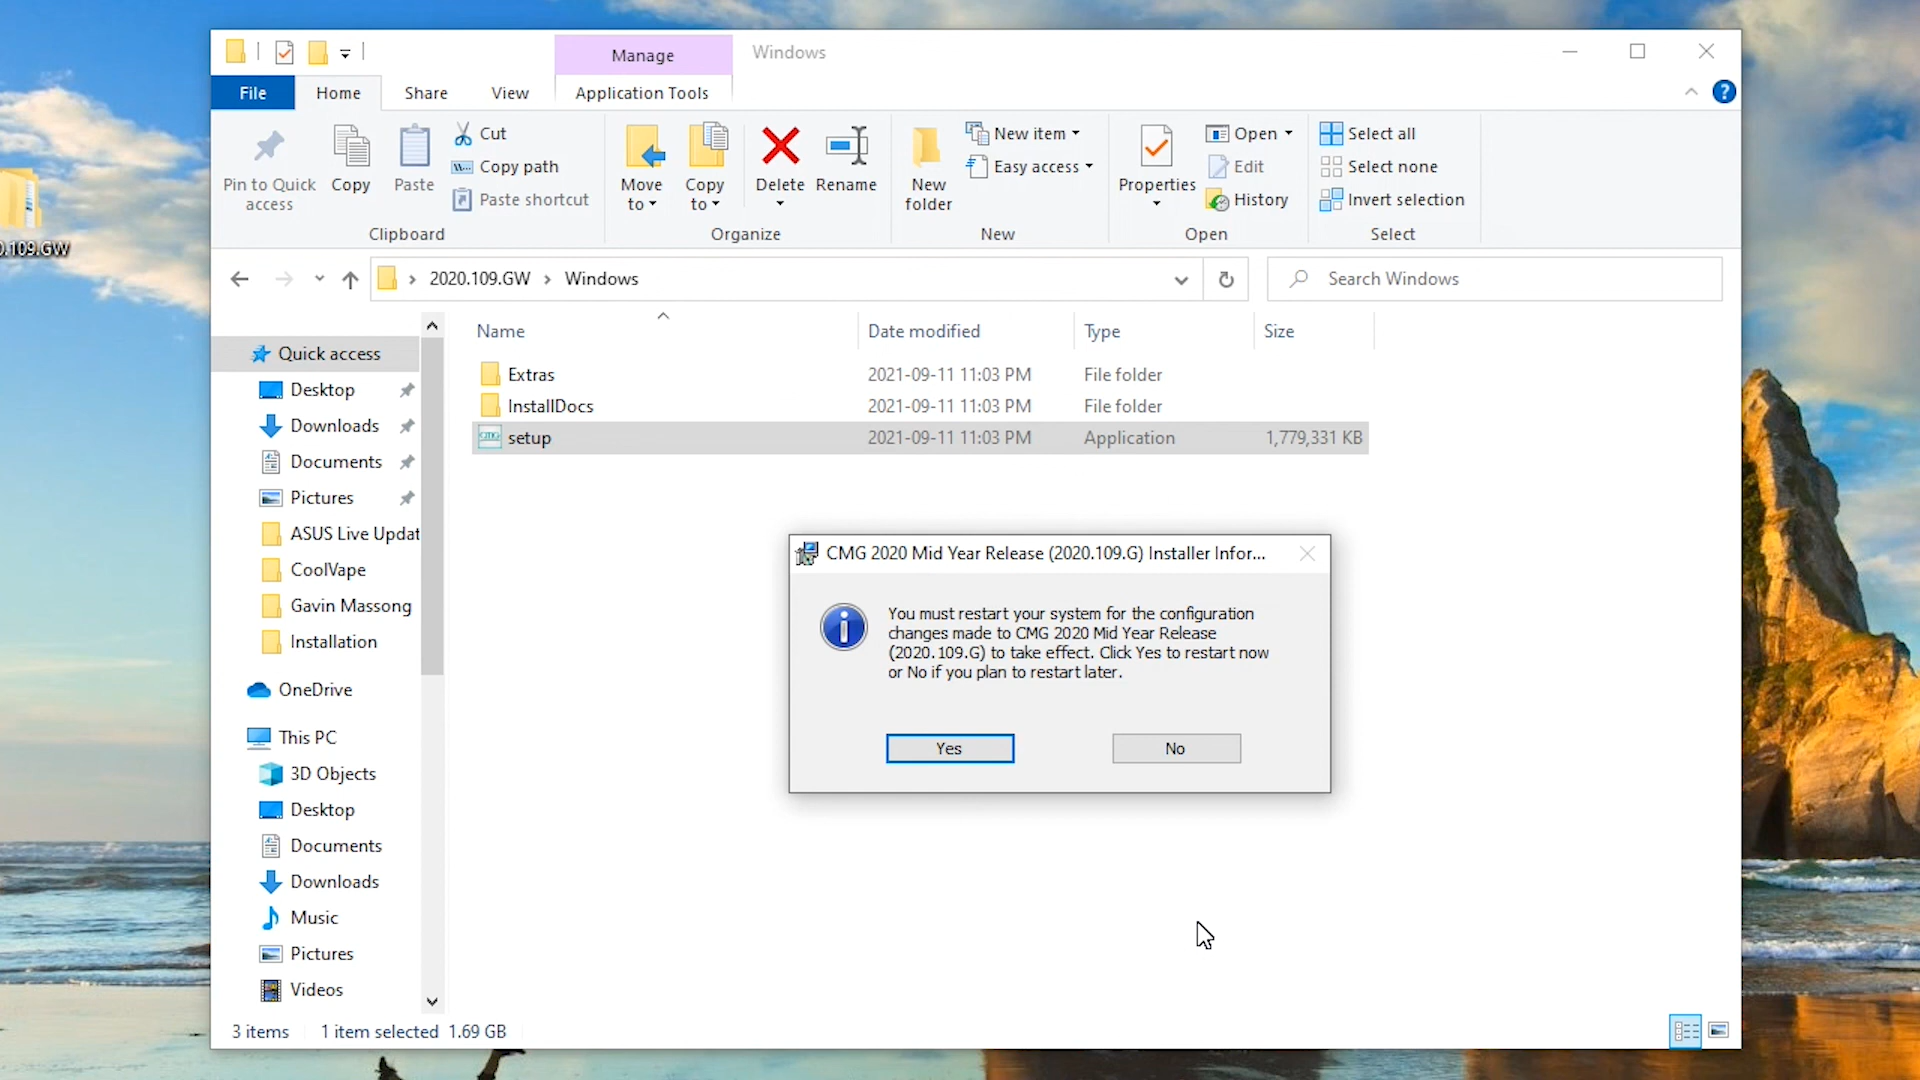 Manage
Windows
File
Home
Share
View
Application Tools
Pin to Quick
access
Copy
Paste
Cut
Copy path
Paste shortcut
Clipboard
Move
to
Copy
to
Delete
Rename
Organize
New
folder
New item
Easy access
New
Properties
Open
Edit
History
Open
Select all
Select none
Invert selection
Select
2020.109.GW > Windows
Search Windows
0.109.GW
Name
Date modified
Type
Size
Extras
2021-09-11 11:03 PM
File folder
InstallDocs
2021-09-11 11:03 PM
File folder
setup
2021-09-11 11:03 PM
Application
1,779,331 KB
Quick access
Desktop
Downloads
Documents
Pictures
ASUS Live Updat
CoolVape
Gavin Massong
Installation
OneDrive
This PC
3D Objects
Desktop
Documents
Downloads
Music
Pictures
Videos
CMG 2020 Mid Year Release (2020.109.G) Installer Infor...
You must restart your system for the configuration
changes made to CMG 2020 Mid Year Release
(2020.109.G) to take effect. Click Yes to restart now
or No if you plan to restart later.
Yes
No
3 items
1 item selected 1.69 GB